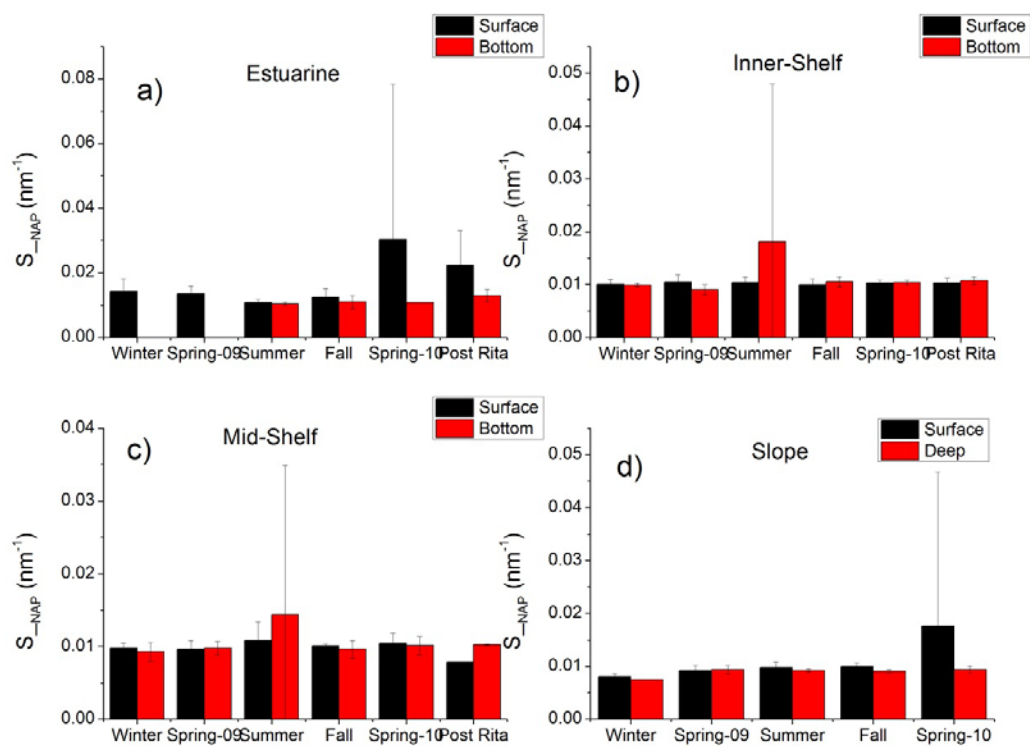 Surface
Bottom
a)
Estuarine
0.08
0.06
0.04
0.02
0.00
S_NAP (nm-1)
Winter Spring-09 Summer Fall Spring-10 Post Rita
Surface
Bottom
b)
Inner-Shelf
0.05
0.04
0.03
0.02
0.01
0.00
S_NAP (nm-1)
Winter Spring-09 Summer Fall Spring-10 Post Rita
Surface
Bottom
c)
Mid-Shelf
0.04
0.03
0.02
0.01
0.00
S_NAP (nm-1)
Winter Spring-09 Summer Fall Spring-10 Post Rita
Surface
Deep
d)
Slope
0.05
0.04
0.03
0.02
0.01
0.00
S_NAP (nm-1)
Winter Spring-09 Summer Fall Spring-10